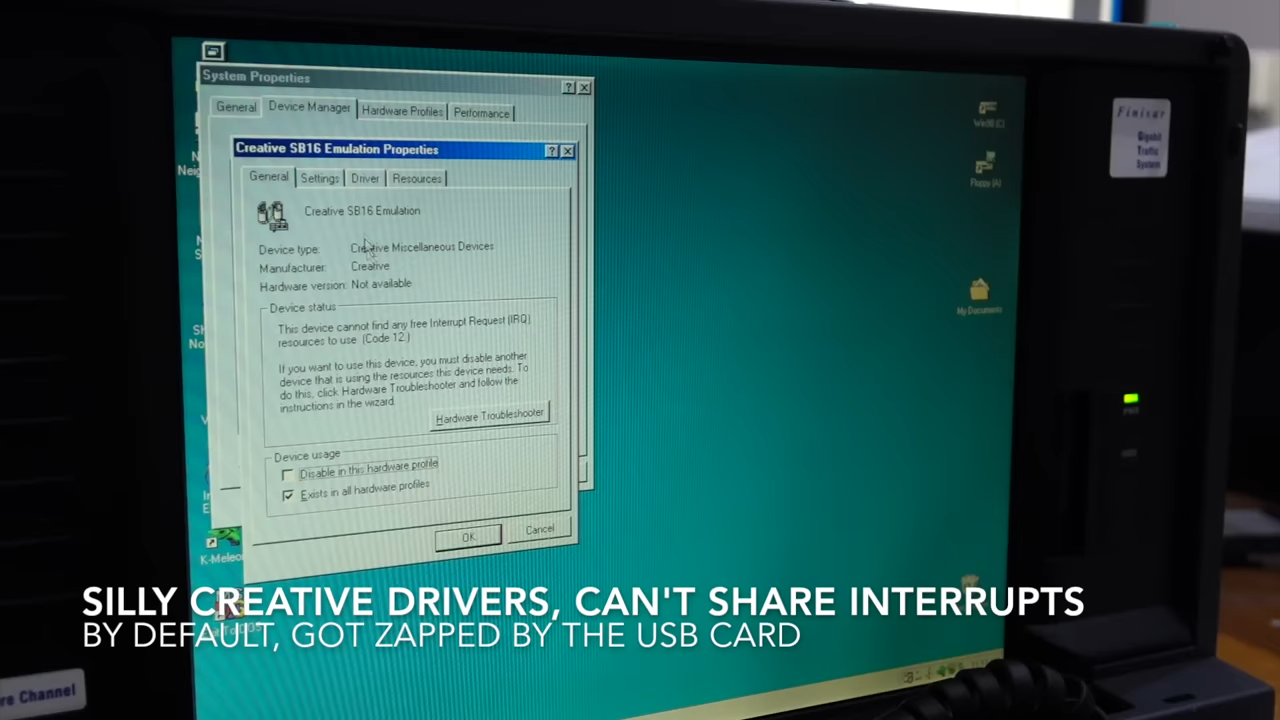 System Properties
General
Device Manager
Hardware Profiles
Performance
Creative SB16 Emulation Properties
General
Settings
Driver
Resources
Creative SB16 Emulation
Device type: Creative Miscellaneous Devices
Manufacturer: Creative
Hardware version: Not available
Device status
This device cannot find any free Interrupt Request (IRQ)
resources to use. (Code 12.)
If you want to use this device, you must disable another
device that is using the resources this device needs. To
do this, click Hardware Troubleshooter and follow the
instructions in the wizard.
Hardware Troubleshooter
Device usage
Disable in this hardware profile
Exists in all hardware profiles
OK
Cancel
K-Meleo
Win98 (C)
Floppy (A)
My Documents
Finisar
Gigabit
Traffic
System
PWR
re Channel
SILLY CREATIVE DRIVERS, CAN'T SHARE INTERRUPTS
BY DEFAULT, GOT ZAPPED BY THE USB CARD